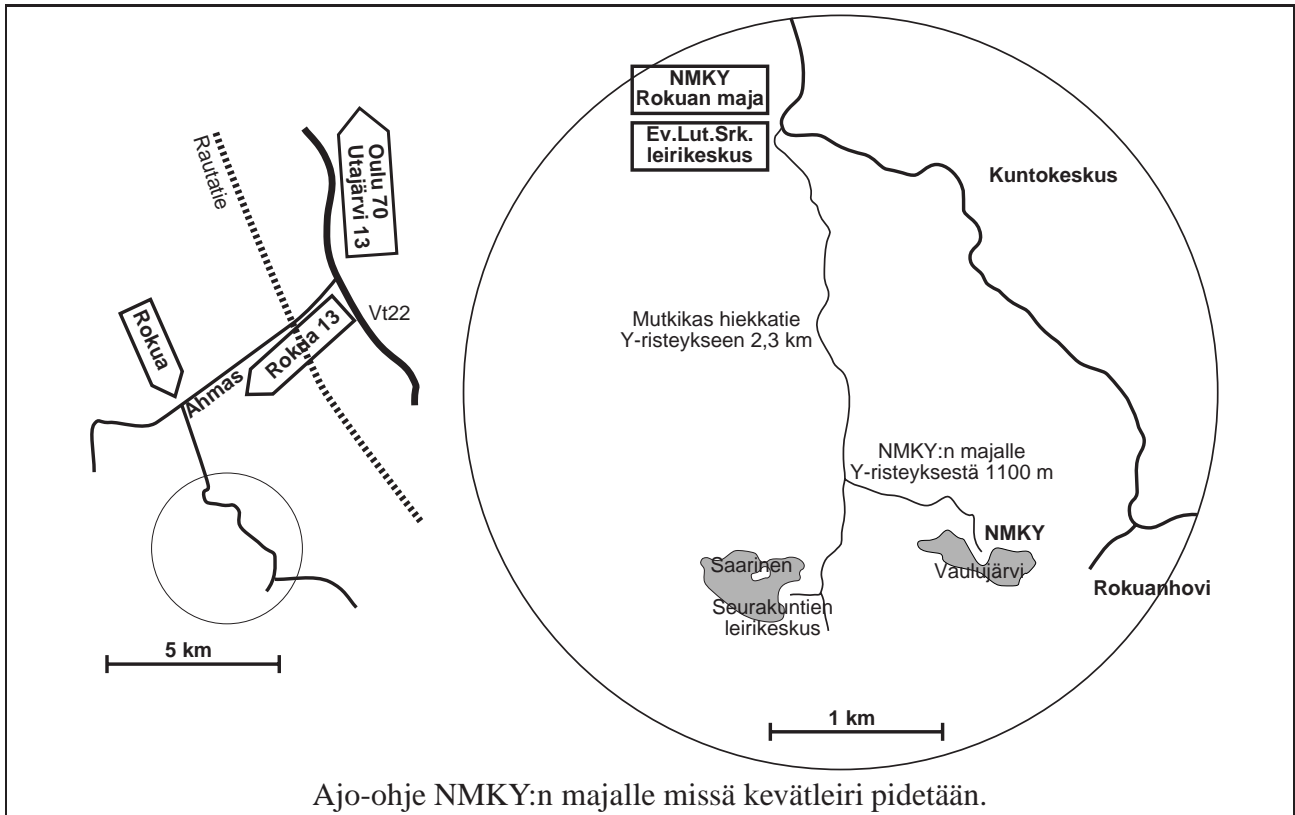 NMKY
Rokuan maja
Ev.Lut.Srk.
leirikeskus
Kuntokeskus
Rautatie
Oulu 70
Utajärvi 13
Vt22
Rokua
Rokua 13
Ahmas
Mutkikas hiekkatie
Y-risteykseen 2,3 km
NMKY:n majalle
Y-risteyksestä 1100 m
NMKY
Saarinen
Vaulujärvi
Rokuanhovi
Seurakuntien
leirikeskus
5 km
1 km
Ajo-ohje NMKY:n majalle missä kevätleiri pidetään.